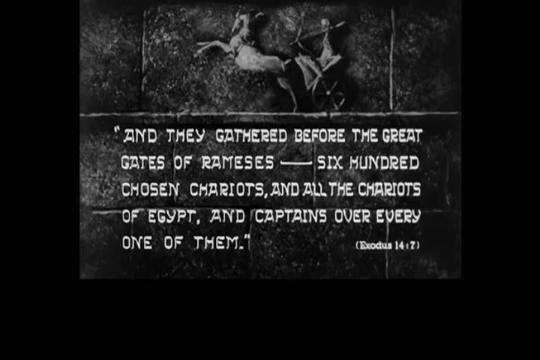 "AND THEY GATHERED BEFORE THE GREAT
GATES OF RAMESES — SIX HUNDRED
CHOSEN CHARIOTS, AND ALL THE CHARIOTS
OF EGYPT, AND CAPTAINS OVER EVERY
ONE OF THEM."
(Exodus 14:7)